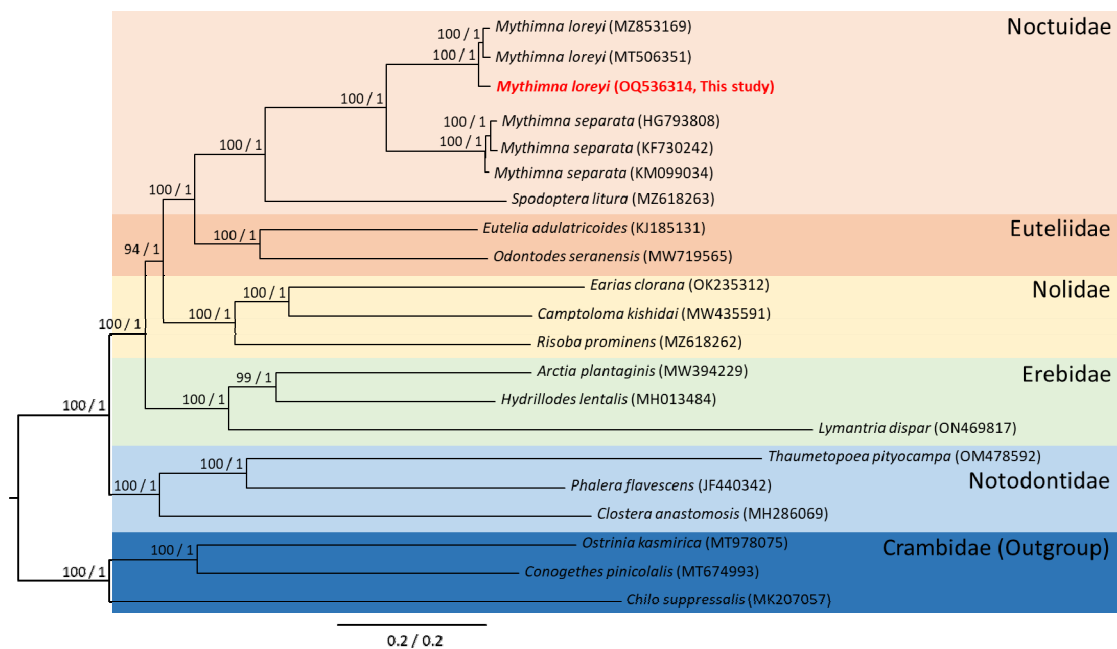 Noctuidae
100 / 1
Mythimna loreyi (MZ853169)
100 / 1
Mythimna loreyi (MT506351)
Mythimna loreyi (OQ536314, This study)
100 / 1
100 / 1
Mythimna separata (HG793808)
100 / 1
Mythimna separata (KF730242)
100 / 1
Mythimna separata (KM099034)
100 / 1
Spodoptera litura (MZ618263)
Euteliidae
Eutelia adulatricoides (KJ185131)
100 / 1
94 / 1
Odontodes seranensis (MW719565)
Nolidae
Earias clorana (OK235312)
100 / 1
Camptoloma kishidai (MW435591)
100 / 1
100 / 1
Risoba prominens (MZ618262)
Erebidae
Arctia plantaginis (MW394229)
99 / 1
100 / 1
Hydrillodes lentalis (MH013484)
100 / 1
Lymantria dispar (ON469817)
Thaumetopoea pityocampa (OM478592)
100 / 1
Notodontidae
Phalera flavescens (JF440342)
100 / 1
Clostera anastomosis (MH286069)
Crambidae (Outgroup)
Ostrinia kasmirica (MT978075)
100 / 1
100 / 1
Conogethes pinicolalis (MT674993)
Chilo suppressalis (MK207057)
0.2 / 0.2